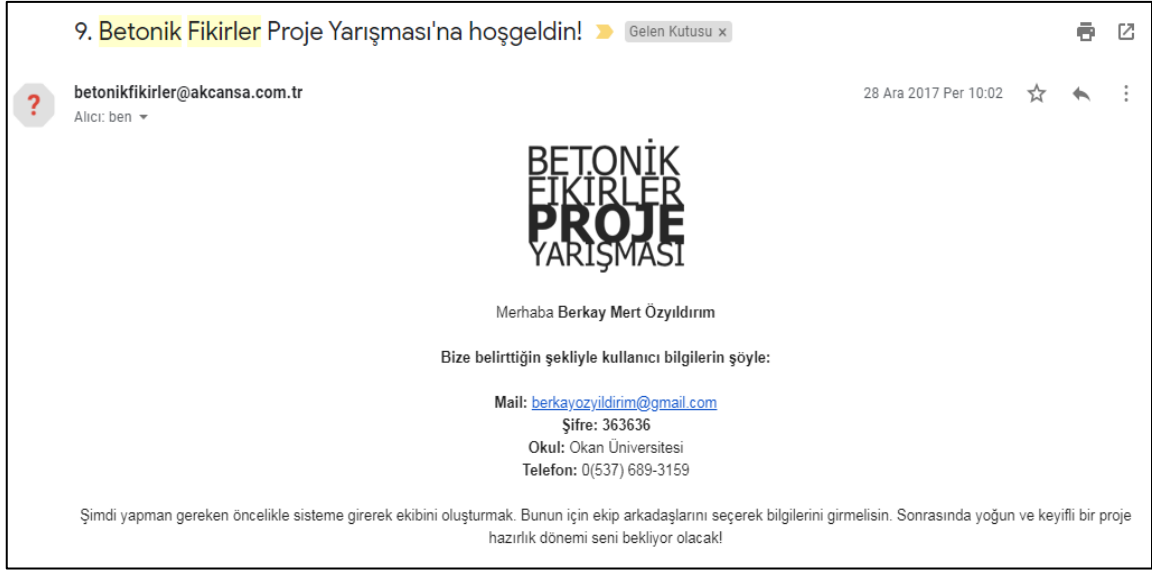 9. Betonik Fikirler Proje Yarışması'na hoşgeldin! Gelen Kutusu x
betonikfikirler@akcansa.com.tr 28 Ara 2017 Per 10:02
Alıcı: ben
BETONİK
FİKİRLER
PROJE
YARIŞMASI
Merhaba Berkay Mert Özyıldırım
Bize belirttiğin şekliyle kullanıcı bilgilerin şöyle:
Mail: berkayozyildirim@gmail.com
Şifre: 363636
Okul: Okan Üniversitesi
Telefon: 0(537) 689-3159
Şimdi yapman gereken öncelikle sisteme girerek ekibini oluşturmak. Bunun için ekip arkadaşlarını seçerek bilgilerini girmelisin. Sonrasında yoğun ve keyifli bir proje
hazırlık dönemi seni bekliyor olacak!